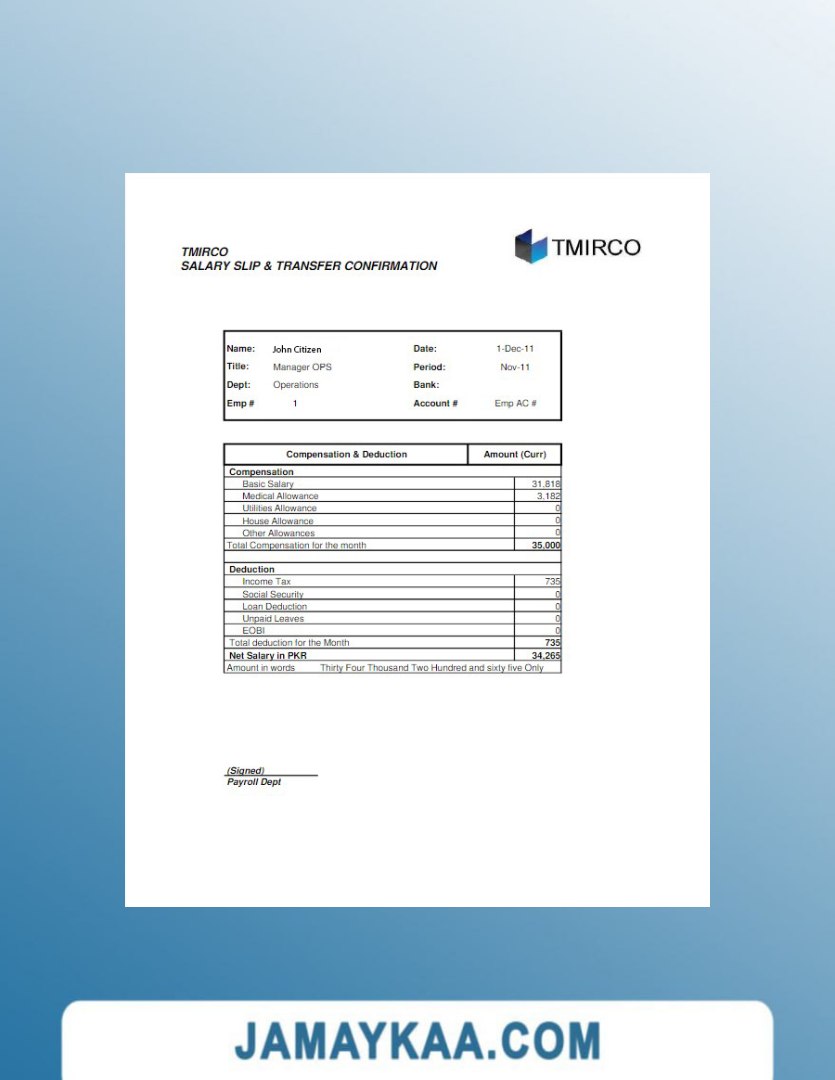 TMIRCO
TMIRCO
SALARY SLIP & TRANSFER CONFIRMATION
Name: John Citizen Date: 1-Dec-11
Title: Manager OPS Period: Nov-11
Dept: Operations Bank:
Emp # 1 Account # Emp AC #
Compensation & Deduction Amount (Curr)
Compensation
Basic Salary 31,818
Medical Allowance 3,182
Utilities Allowance 0
House Allowance 0
Other Allowances 0
Total Compensation for the month 35,000
Deduction
Income Tax 735
Social Security 0
Loan Deduction 0
Unpaid Leaves 0
EOBI 0
Total deduction for the Month 735
Net Salary in PKR 34,265
Amount in words Thirty Four Thousand Two Hundred and sixty five Only
(Signed)
Payroll Dept
JAMAYKAA.COM